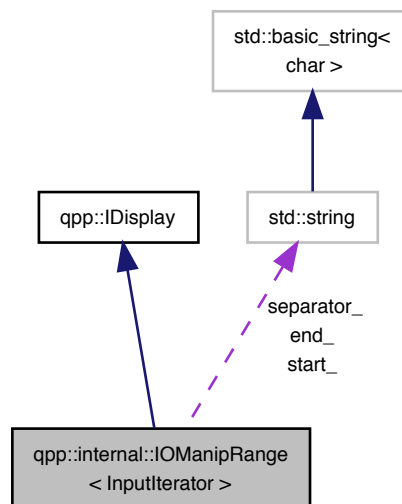 std::basic_string<
char >
qpp::IDisplay
std::string
separator_
end_
start_
qpp::internal::IOManipRange
< InputIterator >